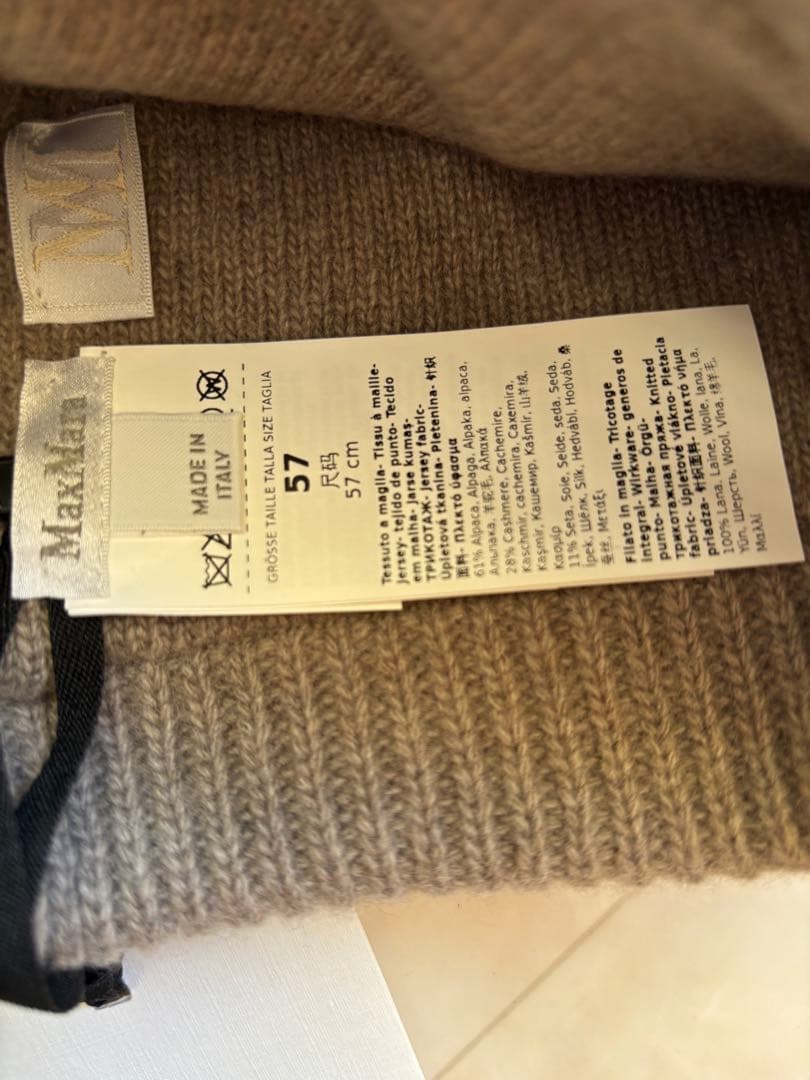 MM
MaxMara
MADE IN
ITALY
GRÖSSE TAILLE TALLA SIZE TAGLIA
57
尺码
57 cm
Tessuto a maglia- Tissu à maille-
Jersey- tejido de punto- Tecido
em malha- Jarse kumaş-
ТРИКОТАЖ- Jersey fabric-
Úpletová tkanina- Pletenina- 针织
面料- Πλεκτό ύφασμα
61% Alpaca, Alpaga, Alpaka, alpaca,
Альпака, 羊驼毛, Αλπακά
28% Cashmere, Cachemire,
Kaschmir, cachemira, Caxemira,
Kaşmir, Кашемир, Kašmír, 山羊绒,
Κασμίρ
11% Seta, Soie, Seide, seda, Seda,
İpek, Шёлк, Silk, Hedvábí, Hodváb, 桑
蚕丝, Μετάξι
Filato in maglia- Tricotage
integral- Wirkware- generos de
punto- Malha- Örgü-
трикотажная пряжа- Knitted
fabric- Úpletové vlákno- Pletacia
priadza- 针织面料- Πλεκτό νήμα
100% Lana, Laine, Wolle, lana, Lã,
Yün, Шерсть, Wool, Vlna, 绵羊毛,
Μαλλί